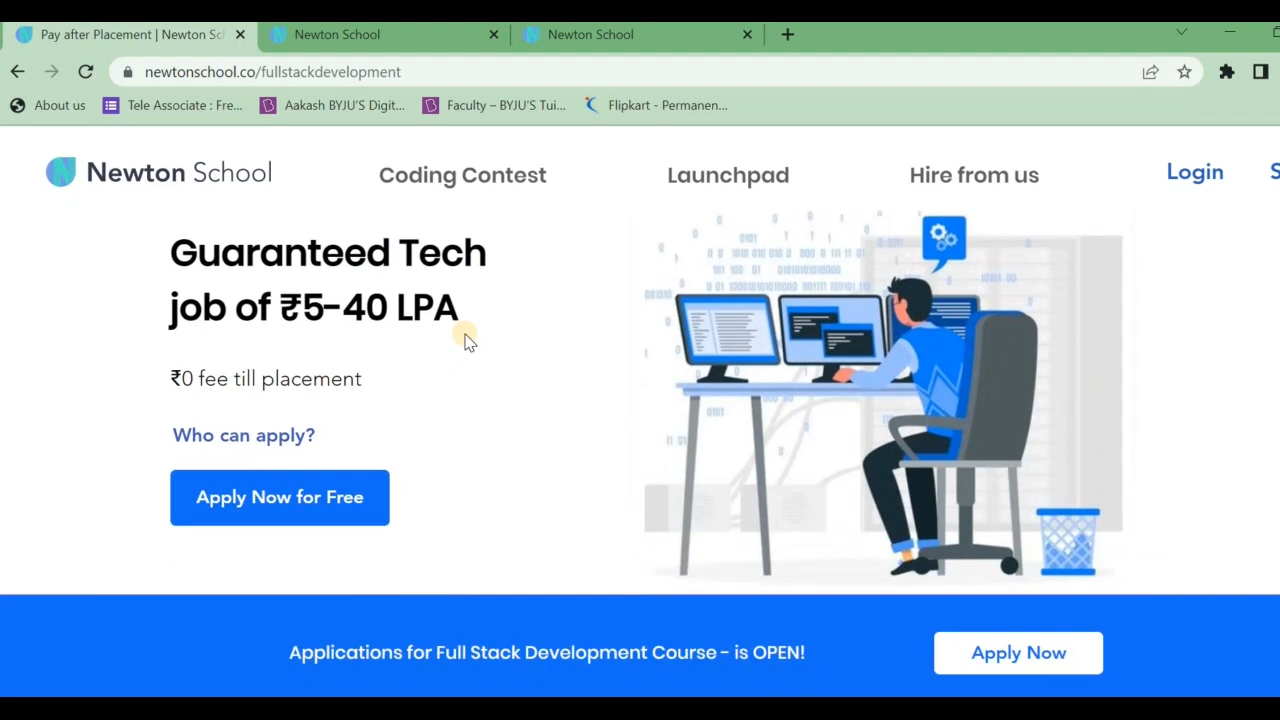 Pay after Placement | Newton Sc
Newton School
Newton School
newtonschool.co/fullstackdevelopment
About us
Tele Associate : Fre...
Aakash BYJU'S Digit...
Faculty – BYJU'S Tui...
Flipkart - Permanen...
Newton School
Coding Contest
Launchpad
Hire from us
Login
S
Guaranteed Tech
job of ₹5-40 LPA
₹0 fee till placement
Who can apply?
Apply Now for Free
Applications for Full Stack Development Course - is OPEN!
Apply Now